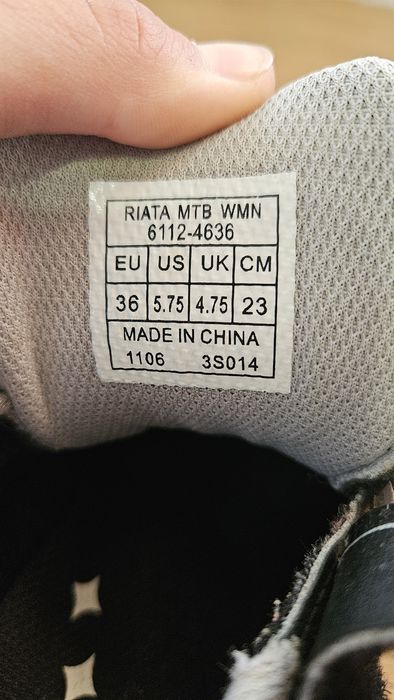 RIATA MTB WMN
6112-4636
EU US UK CM
36 5.75 4.75 23
MADE IN CHINA
1106 3S014